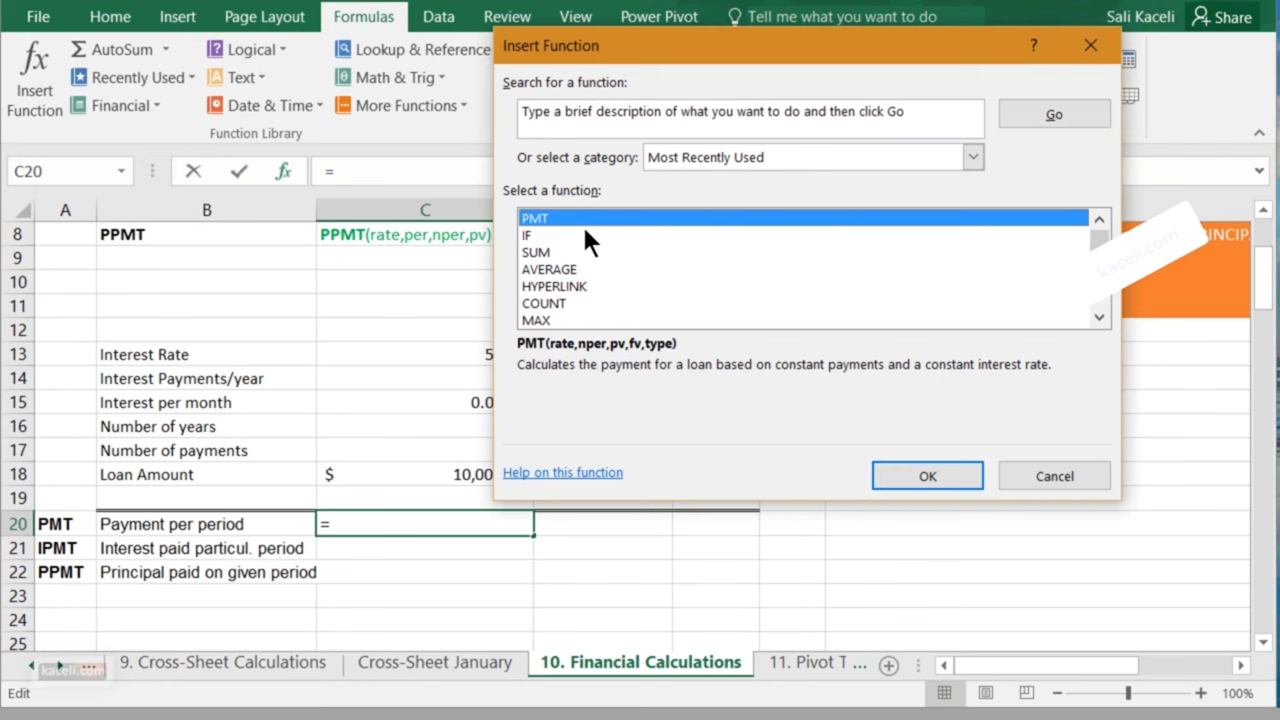 File Home Insert Page Layout Formulas Data Review View Power Pivot Tell me what you want to do Sali Kaceli Share
fx Insert Function
Σ AutoSum
Recently Used
Financial
Logical
Text
Date & Time
Lookup & Reference
Math & Trig
More Functions
Function Library
C20 fx =
A B C
8 PPMT PPMT(rate,per,nper,pv)
9
10
11
12
13 Interest Rate 5
14 Interest Payments/year
15 Interest per month 0.0
16 Number of years
17 Number of payments
18 Loan Amount $ 10,00
19
20 PMT Payment per period =
21 IPMT Interest paid particul. period
22 PPMT Principal paid on given period
23
24
25
Insert Function ?
Search for a function:
Type a brief description of what you want to do and then click Go
Go
Or select a category: Most Recently Used
Select a function:
PMT
IF
SUM
AVERAGE
HYPERLINK
COUNT
MAX
PMT(rate,nper,pv,fv,type)
Calculates the payment for a loan based on constant payments and a constant interest rate.
Help on this function
OK Cancel
kaceli.com
kaceli.com
... 9. Cross-Sheet Calculations Cross-Sheet January 10. Financial Calculations 11. Pivot T ...
Edit 100%